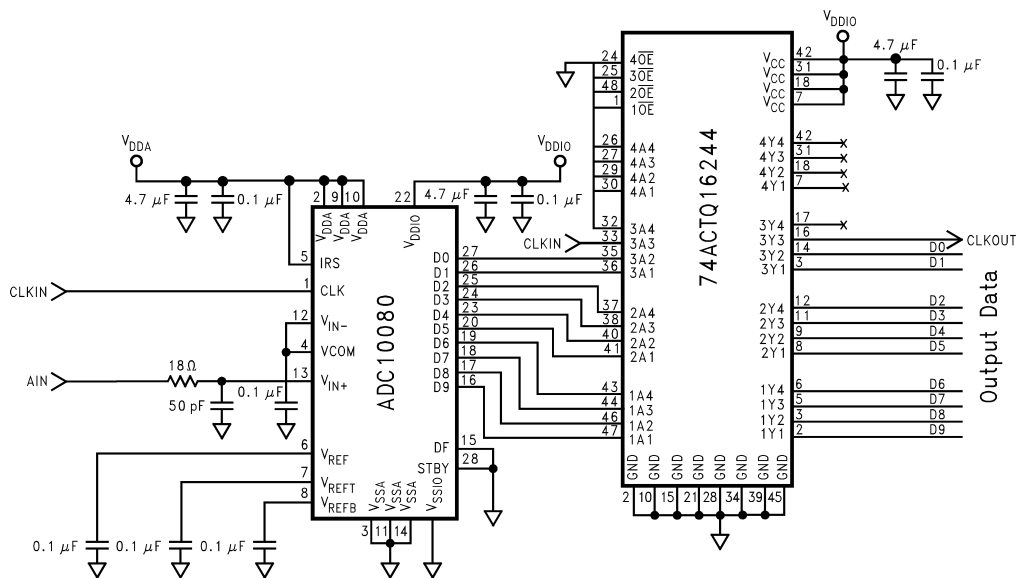 VDDIO
4.7 µF
0.1 µF
24 4OE 
25 3OE
48 2OE
1 1OE
VCC 42
VCC 31
VCC 18
VCC 7
26 4A4
27 4A3
29 4A2
30 4A1
4Y4 42
4Y3 31
4Y2 18
4Y1 7
32 3A4
CLKIN 33 3A3
35 3A2
36 3A1
3Y4 17
3Y3 16 CLKOUT
3Y2 14 D0
3Y1 3 D1
37 2A4
38 2A3
40 2A2
41 2A1
2Y4 12 D2
2Y3 11 D3
2Y2 9 D4
2Y1 8 D5
43 1A4
44 1A3
46 1A2
47 1A1
1Y4 6 D6
1Y3 5 D7
1Y2 3 D8
1Y1 2 D9
74ACTQ16244
Output Data
GND GND GND GND GND GND GND GND
2 10 15 21 28 34 39 45
VDDA
4.7 µF
0.1 µF
2 9 10
VDDA VDDA VDDA
22
VDDIO
VDDIO
4.7 µF
0.1 µF
5 IRS
CLKIN 1 CLK
12 VIN-
4 VCOM
AIN 18Ω 13 VIN+
50 pF
0.1 µF
6 VREF
7 VREFT
8 VREFB
0.1 µF
0.1 µF
0.1 µF
ADC10080
D0 27
D1 26
D2 25
D3 24
D4 23
D5 20
D6 19
D7 18
D8 17
D9 16
DF 15
STBY 28
VSSA VSSA VSSA VSSIO
3 11 14